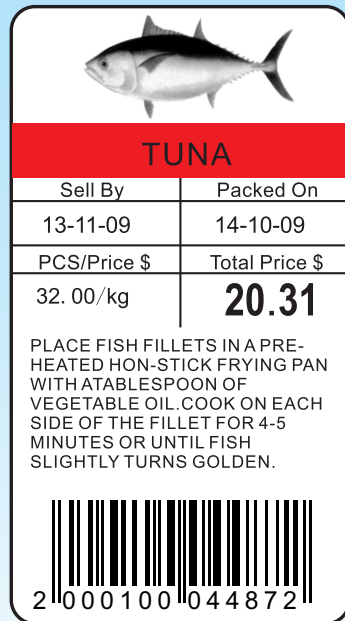 TUNA
Sell By Packed On
13-11-09 14-10-09
PCS/Price $ Total Price $
32. 00/kg 20.31
PLACE FISH FILLETS IN A PRE-
HEATED HON-STICK FRYING PAN
WITH ATABLESPOON OF
VEGETABLE OIL.COOK ON EACH
SIDE OF THE FILLET FOR 4-5
MINUTES OR UNTIL FISH
SLIGHTLY TURNS GOLDEN.
2 000100 044872